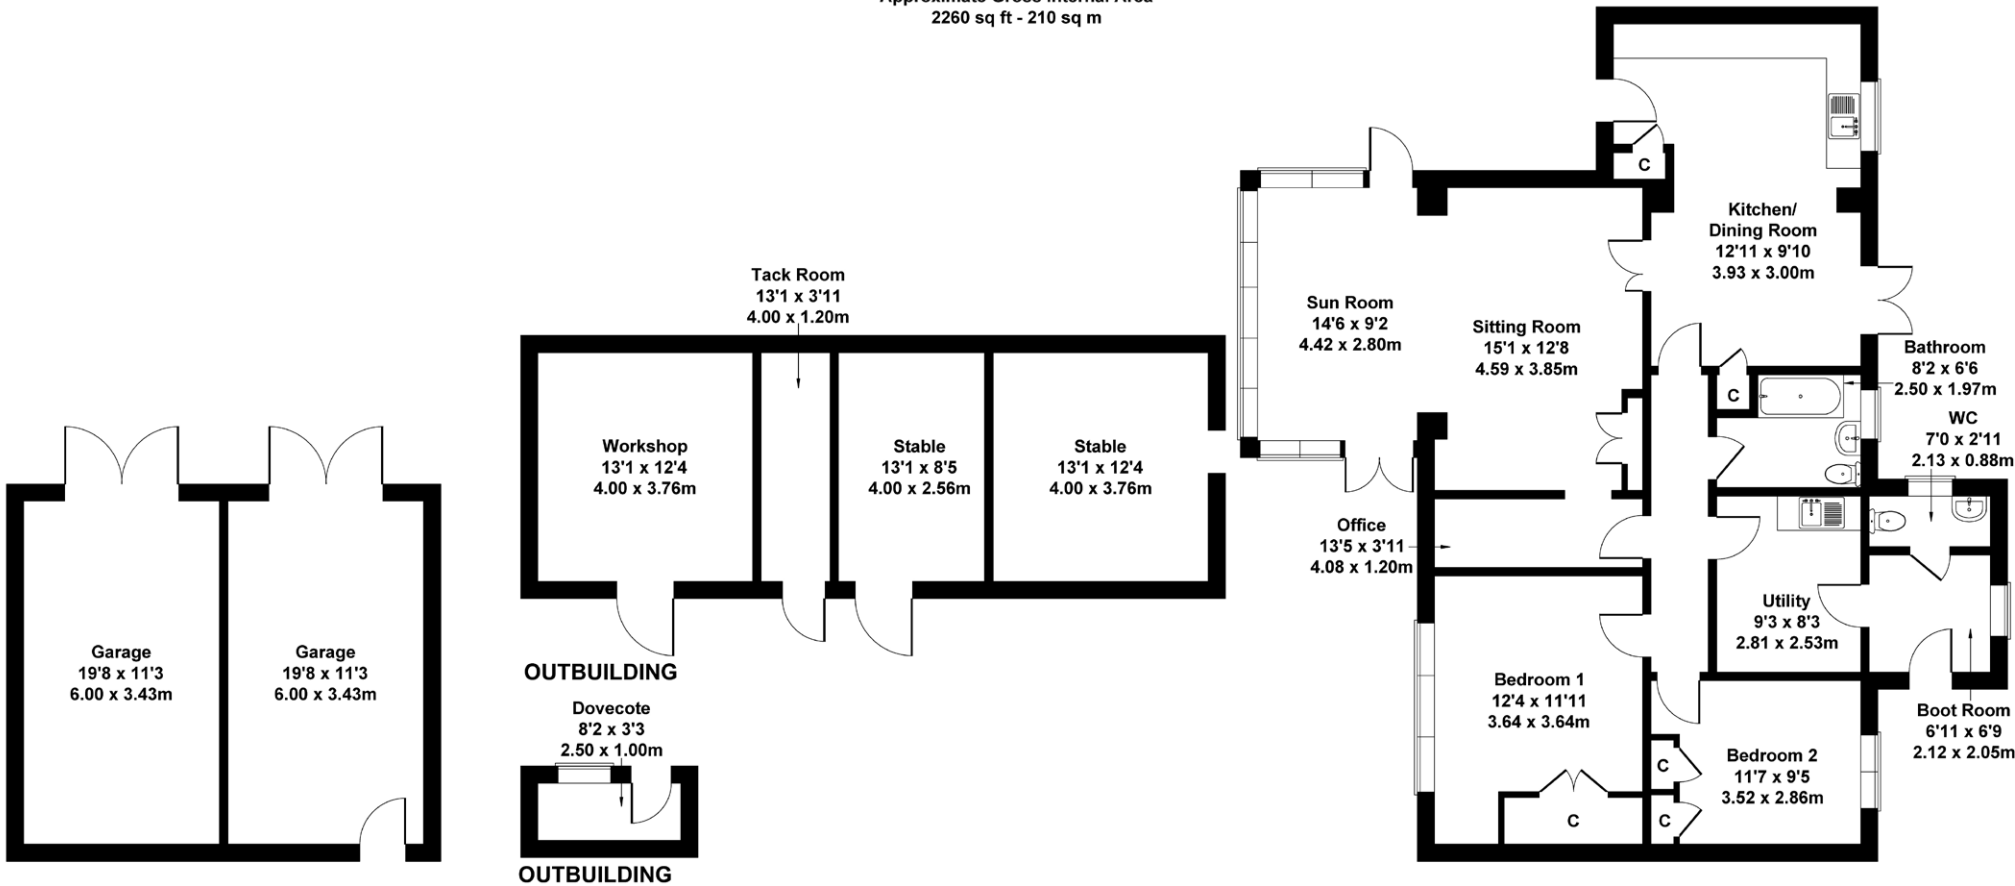 Approximate Gross Internal Area
2260 sq ft - 210 sq m
Kitchen/
Dining Room
12'11 x 9'10
3.93 x 3.00m
C
Tack Room
13'1 x 3'11
4.00 x 1.20m
Sun Room
14'6 x 9'2
4.42 x 2.80m
Sitting Room
15'1 x 12'8
4.59 x 3.85m
Bathroom
8'2 x 6'6
2.50 x 1.97m
C
WC
7'0 x 2'11
2.13 x 0.88m
Workshop
13'1 x 12'4
4.00 x 3.76m
Stable
13'1 x 8'5
4.00 x 2.56m
Stable
13'1 x 12'4
4.00 x 3.76m
Office
13'5 x 3'11
4.08 x 1.20m
Utility
9'3 x 8'3
2.81 x 2.53m
Garage
19'8 x 11'3
6.00 x 3.43m
Garage
19'8 x 11'3
6.00 x 3.43m
OUTBUILDING
Bedroom 1
12'4 x 11'11
3.64 x 3.64m
Boot Room
6'11 x 6'9
2.12 x 2.05m
Dovecote
8'2 x 3'3
2.50 x 1.00m
Bedroom 2
11'7 x 9'5
3.52 x 2.86m
C
C
C
OUTBUILDING